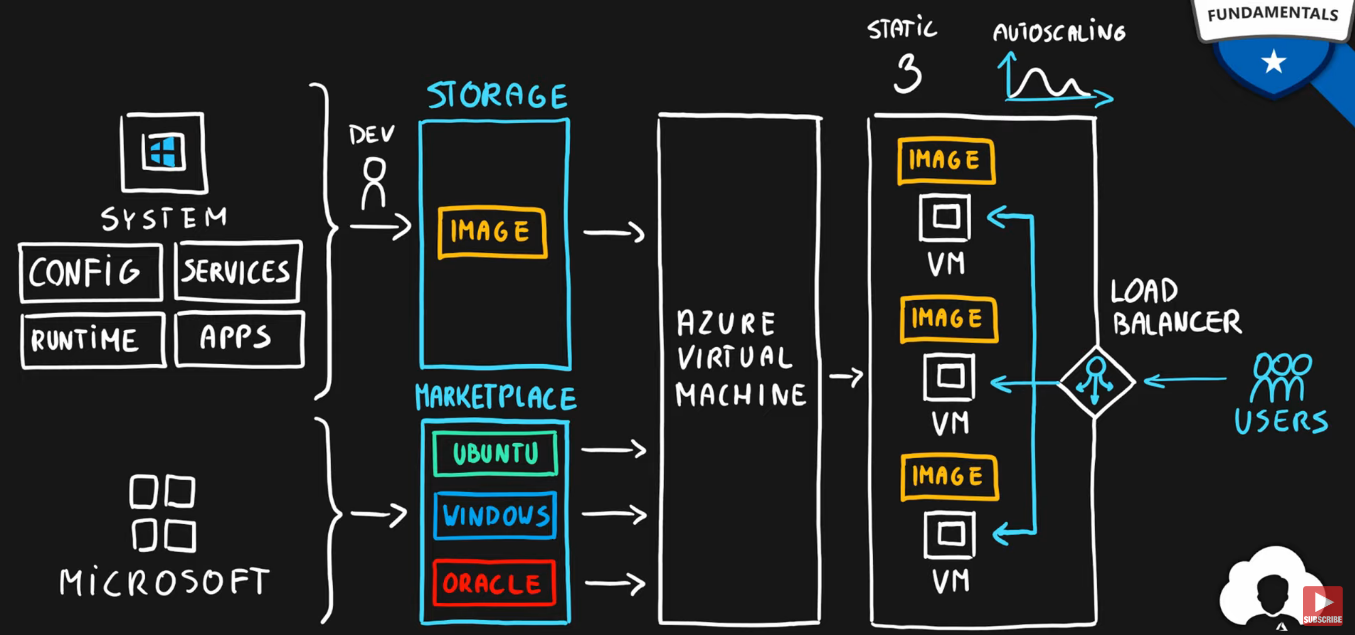 FUNDAMENTALS
STATIC
3
AUTOSCALING
STORAGE
DEV
IMAGE
SYSTEM
CONFIG
SERVICES
RUNTIME
APPS
MARKETPLACE
UBUNTU
WINDOWS
ORACLE
MICROSOFT
AZURE
VIRTUAL
MACHINE
IMAGE
VM
IMAGE
VM
IMAGE
VM
LOAD
BALANCER
USERS
SUBSCRIBE